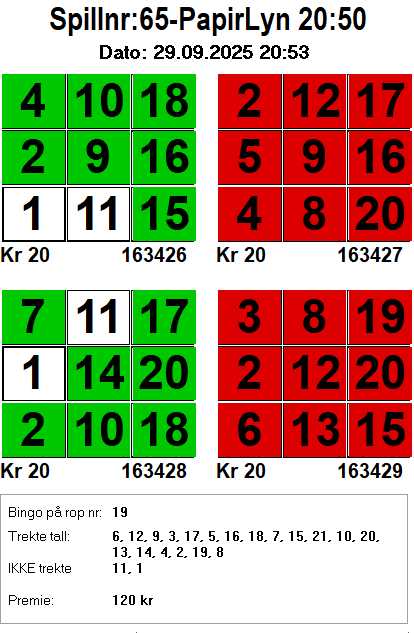 Spillnr:65-PapirLyn 20:50
Dato: 29.09.2025 20:53
4 10 18
2 9 16
1 11 15
Kr 20 163426
2 12 17
5 9 16
4 8 20
Kr 20 163427
7 11 17
1 14 20
2 10 18
Kr 20 163428
3 8 19
2 12 20
6 13 15
Kr 20 163429
Bingo på rop nr: 19
Trekte tall: 6, 12, 9, 3, 17, 5, 16, 18, 7, 15, 21, 10, 20,
13, 14, 4, 2, 19, 8
IKKE trekte 11, 1
Premie: 120 kr